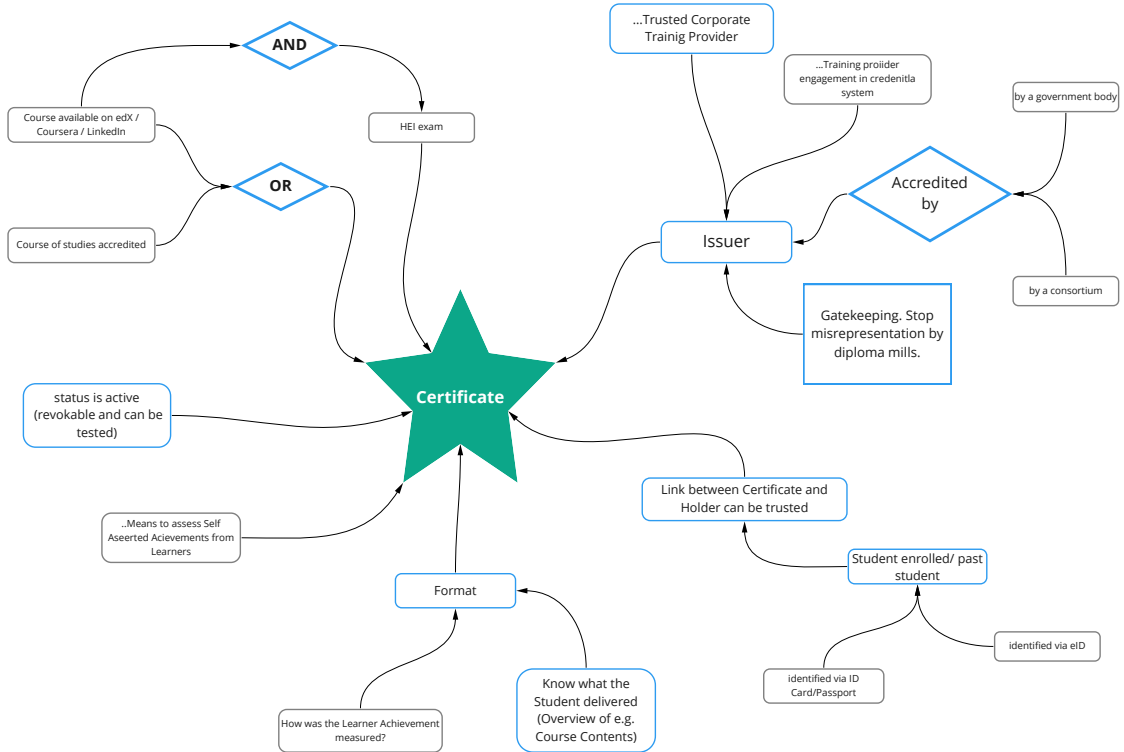 ...Trusted Corporate
Trainig Provider
AND
...Training proiider
engagement in credenitla
system
by a government body
Course available on edX /
Coursera / LinkedIn
HEI exam
OR
Accredited
by
Course of studies accredited
Issuer
by a consortium
Gatekeeping. Stop
misrepresentation by
diploma mills.
Certificate
status is active
(revokable and can be
tested)
Link between Certificate and
Holder can be trusted
..Means to assess Self
Aseerted Acievements from
Learners
Student enrolled/ past
student
Format
identified via eID
identified via ID
Card/Passport
Know what the
Student delivered
(Overview of e.g.
Course Contents)
How was the Learner Achievement
measured?